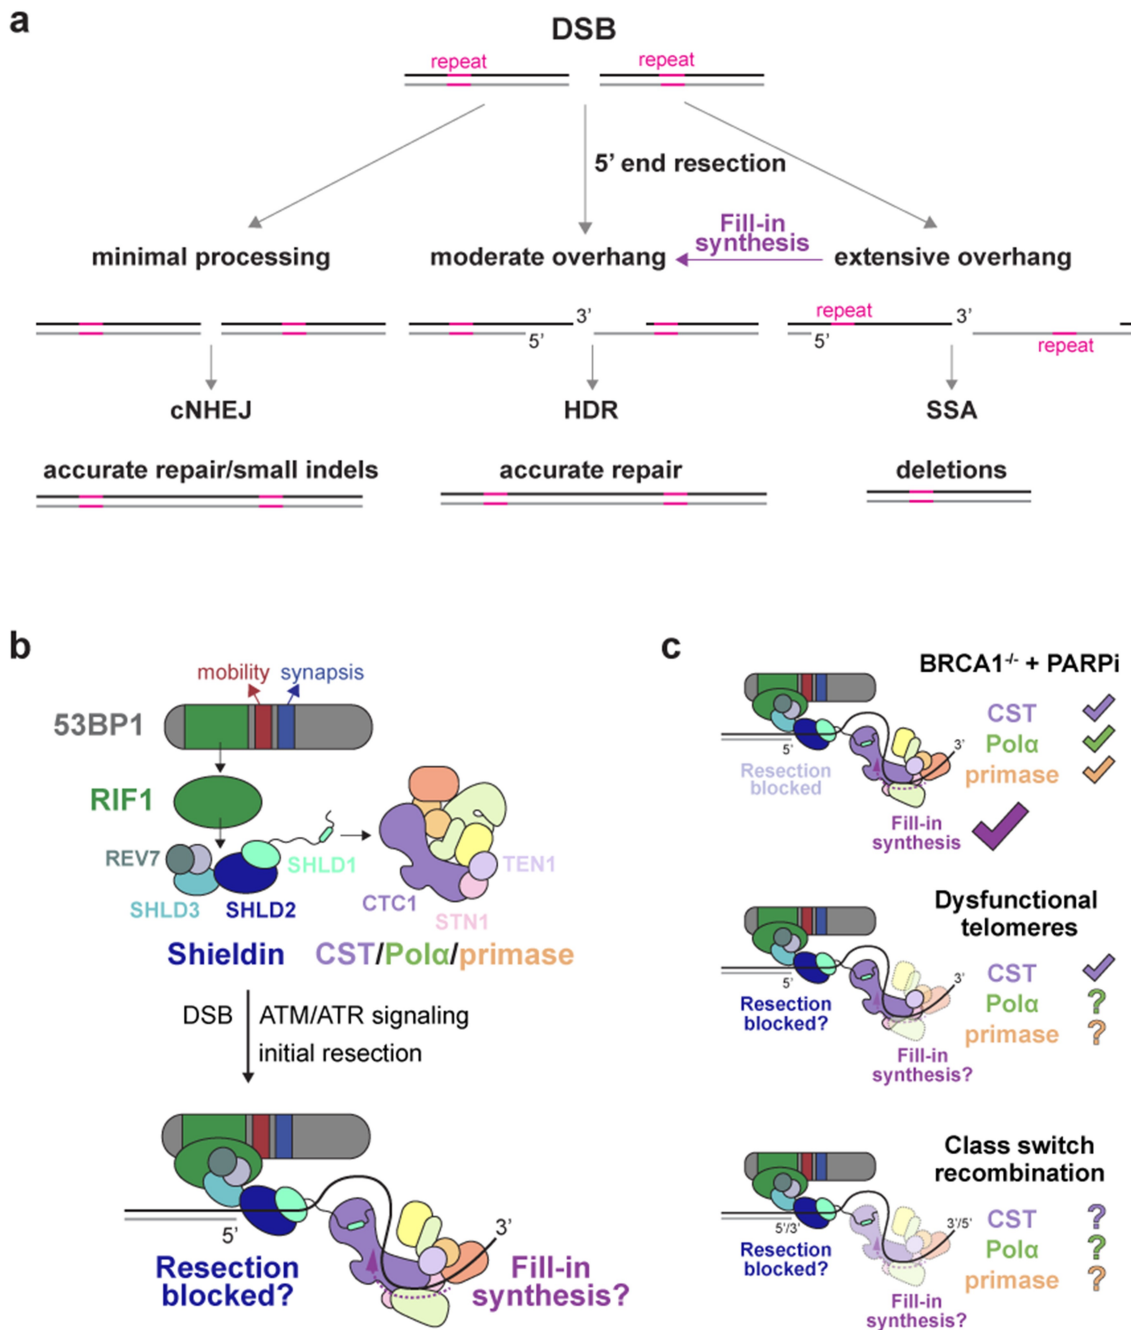 a
DSB
repeat
repeat
5’ end resection
Fill-in
synthesis
minimal processing
moderate overhang
extensive overhang
3’
5’
repeat
3’
5’
repeat
cNHEJ
HDR
SSA
accurate repair/small indels
accurate repair
deletions
b
mobility
synapsis
53BP1
RIF1
REV7
SHLD1
SHLD3
SHLD2
TEN1
CTC1
STN1
Shieldin
CST/Polα/primase
DSB
ATM/ATR signaling
initial resection
5’
3’
Resection
blocked?
Fill-in
synthesis?
c
BRCA1-/- + PARPi
CST
Polα
primase
5’
3’
Resection
blocked
Fill-in
synthesis
Dysfunctional
telomeres
CST
Polα ?
primase ?
5’
3’
Resection
blocked?
Fill-in
synthesis?
Class switch
recombination
CST ?
Polα ?
primase ?
5’/3’
3’/5’
Resection
blocked?
Fill-in
synthesis?